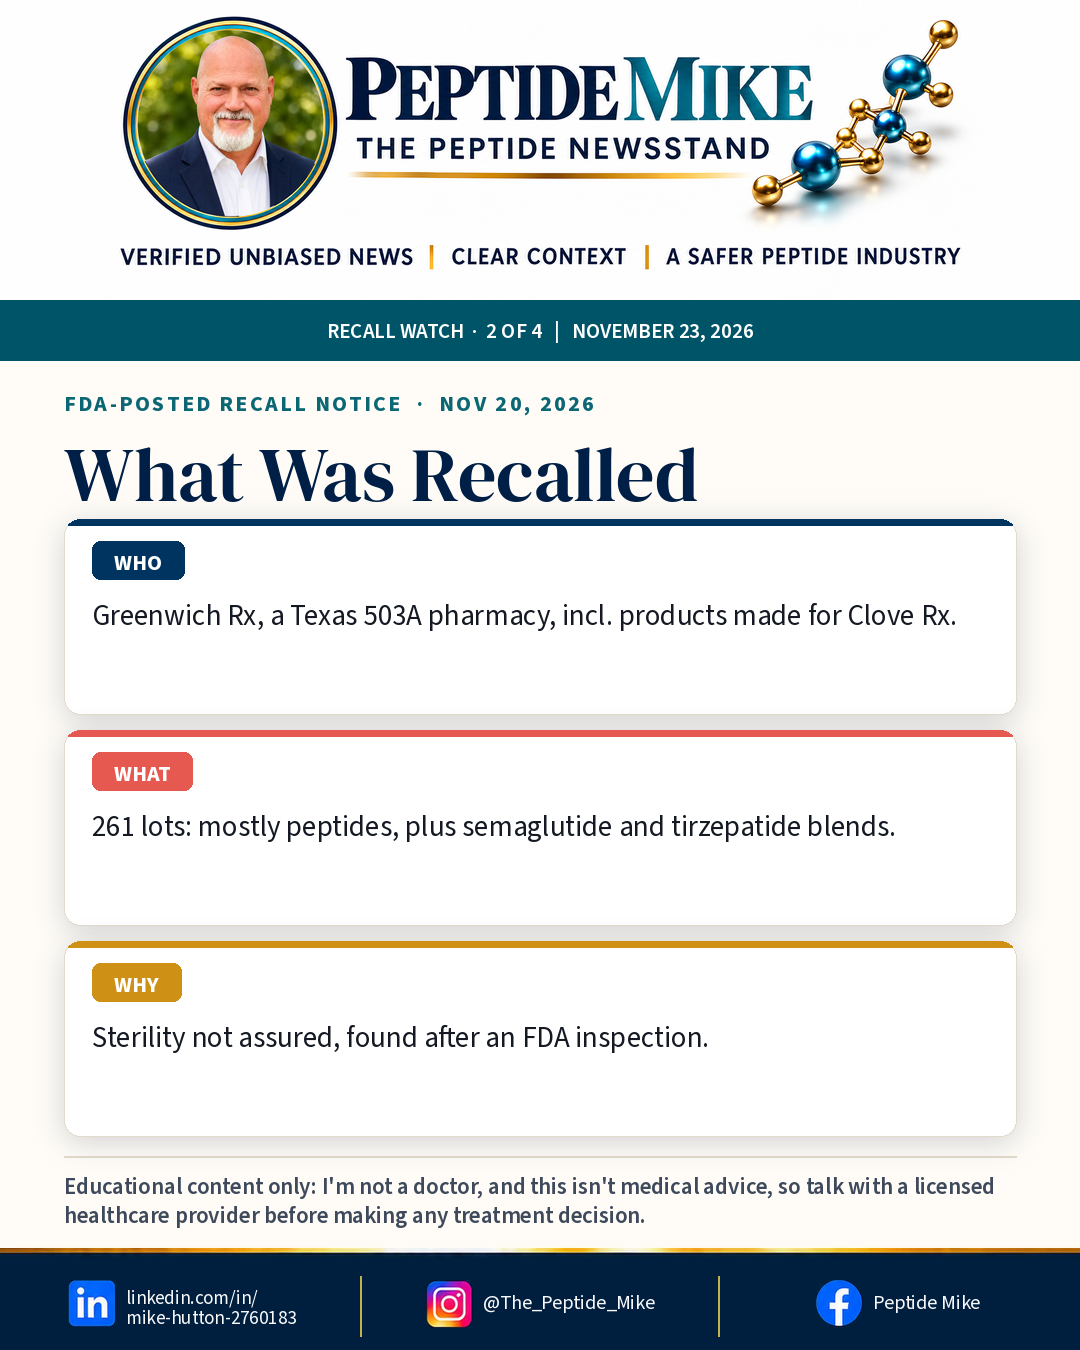 PEPTIDEMIKE
THE PEPTIDE NEWSSTAND
VERIFIED UNBIASED NEWS | CLEAR CONTEXT | A SAFER PEPTIDE INDUSTRY
RECALL WATCH · 2 OF 4 | NOVEMBER 23, 2026
FDA-POSTED RECALL NOTICE · NOV 20, 2026
What Was Recalled
WHO
Greenwich Rx, a Texas 503A pharmacy, incl. products made for Clove Rx.
WHAT
261 lots: mostly peptides, plus semaglutide and tirzepatide blends.
WHY
Sterility not assured, found after an FDA inspection.
Educational content only: I'm not a doctor, and this isn't medical advice, so talk with a licensed
healthcare provider before making any treatment decision.
linkedin.com/in/
mike-hutton-2760183
@The_Peptide_Mike
Peptide Mike